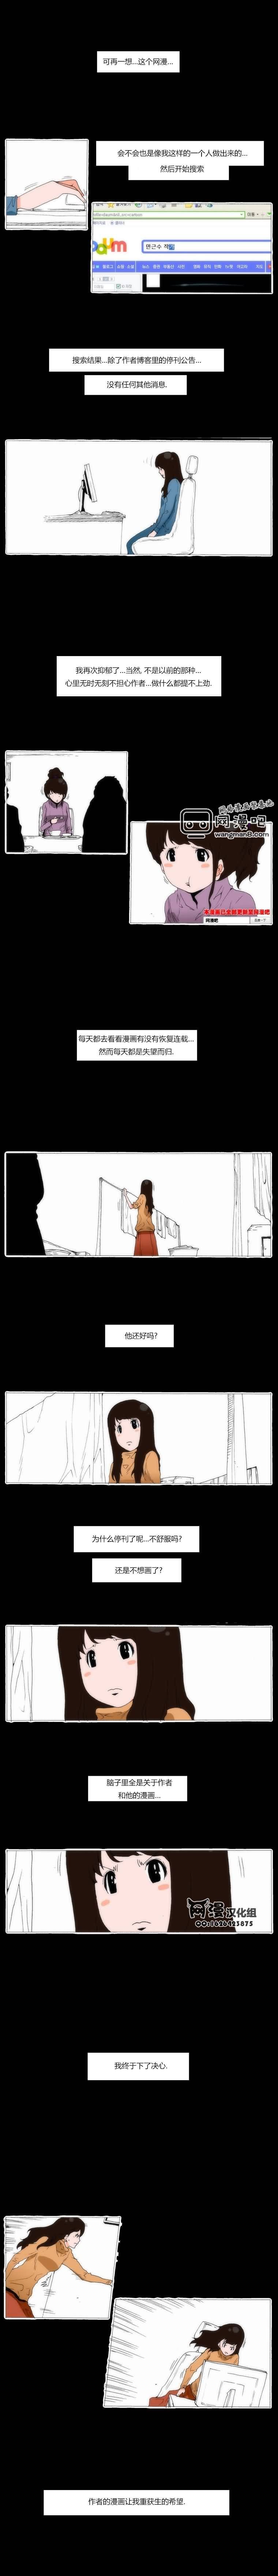 可再一想...这个网漫...
会不会也是像我这样的一个人做出来的...
然后开始搜索
搜索结果...除了作者博客里的停刊公告...
没有任何其他消息.
我再次抑郁了...当然, 不是以前的那种...
心里无时无刻不担心作者...做什么都提不上劲.
网漫吧
wangman8.com
每天都去看看漫画有没有恢复连载...
然而每天都是失望而归.
他还好吗?
为什么停刊了呢...不舒服吗?
还是不想画了?
脑子里全是关于作者
和他的漫画...
网漫汉化组
我终于下了决心.
作者的漫画让我重获生的希望.